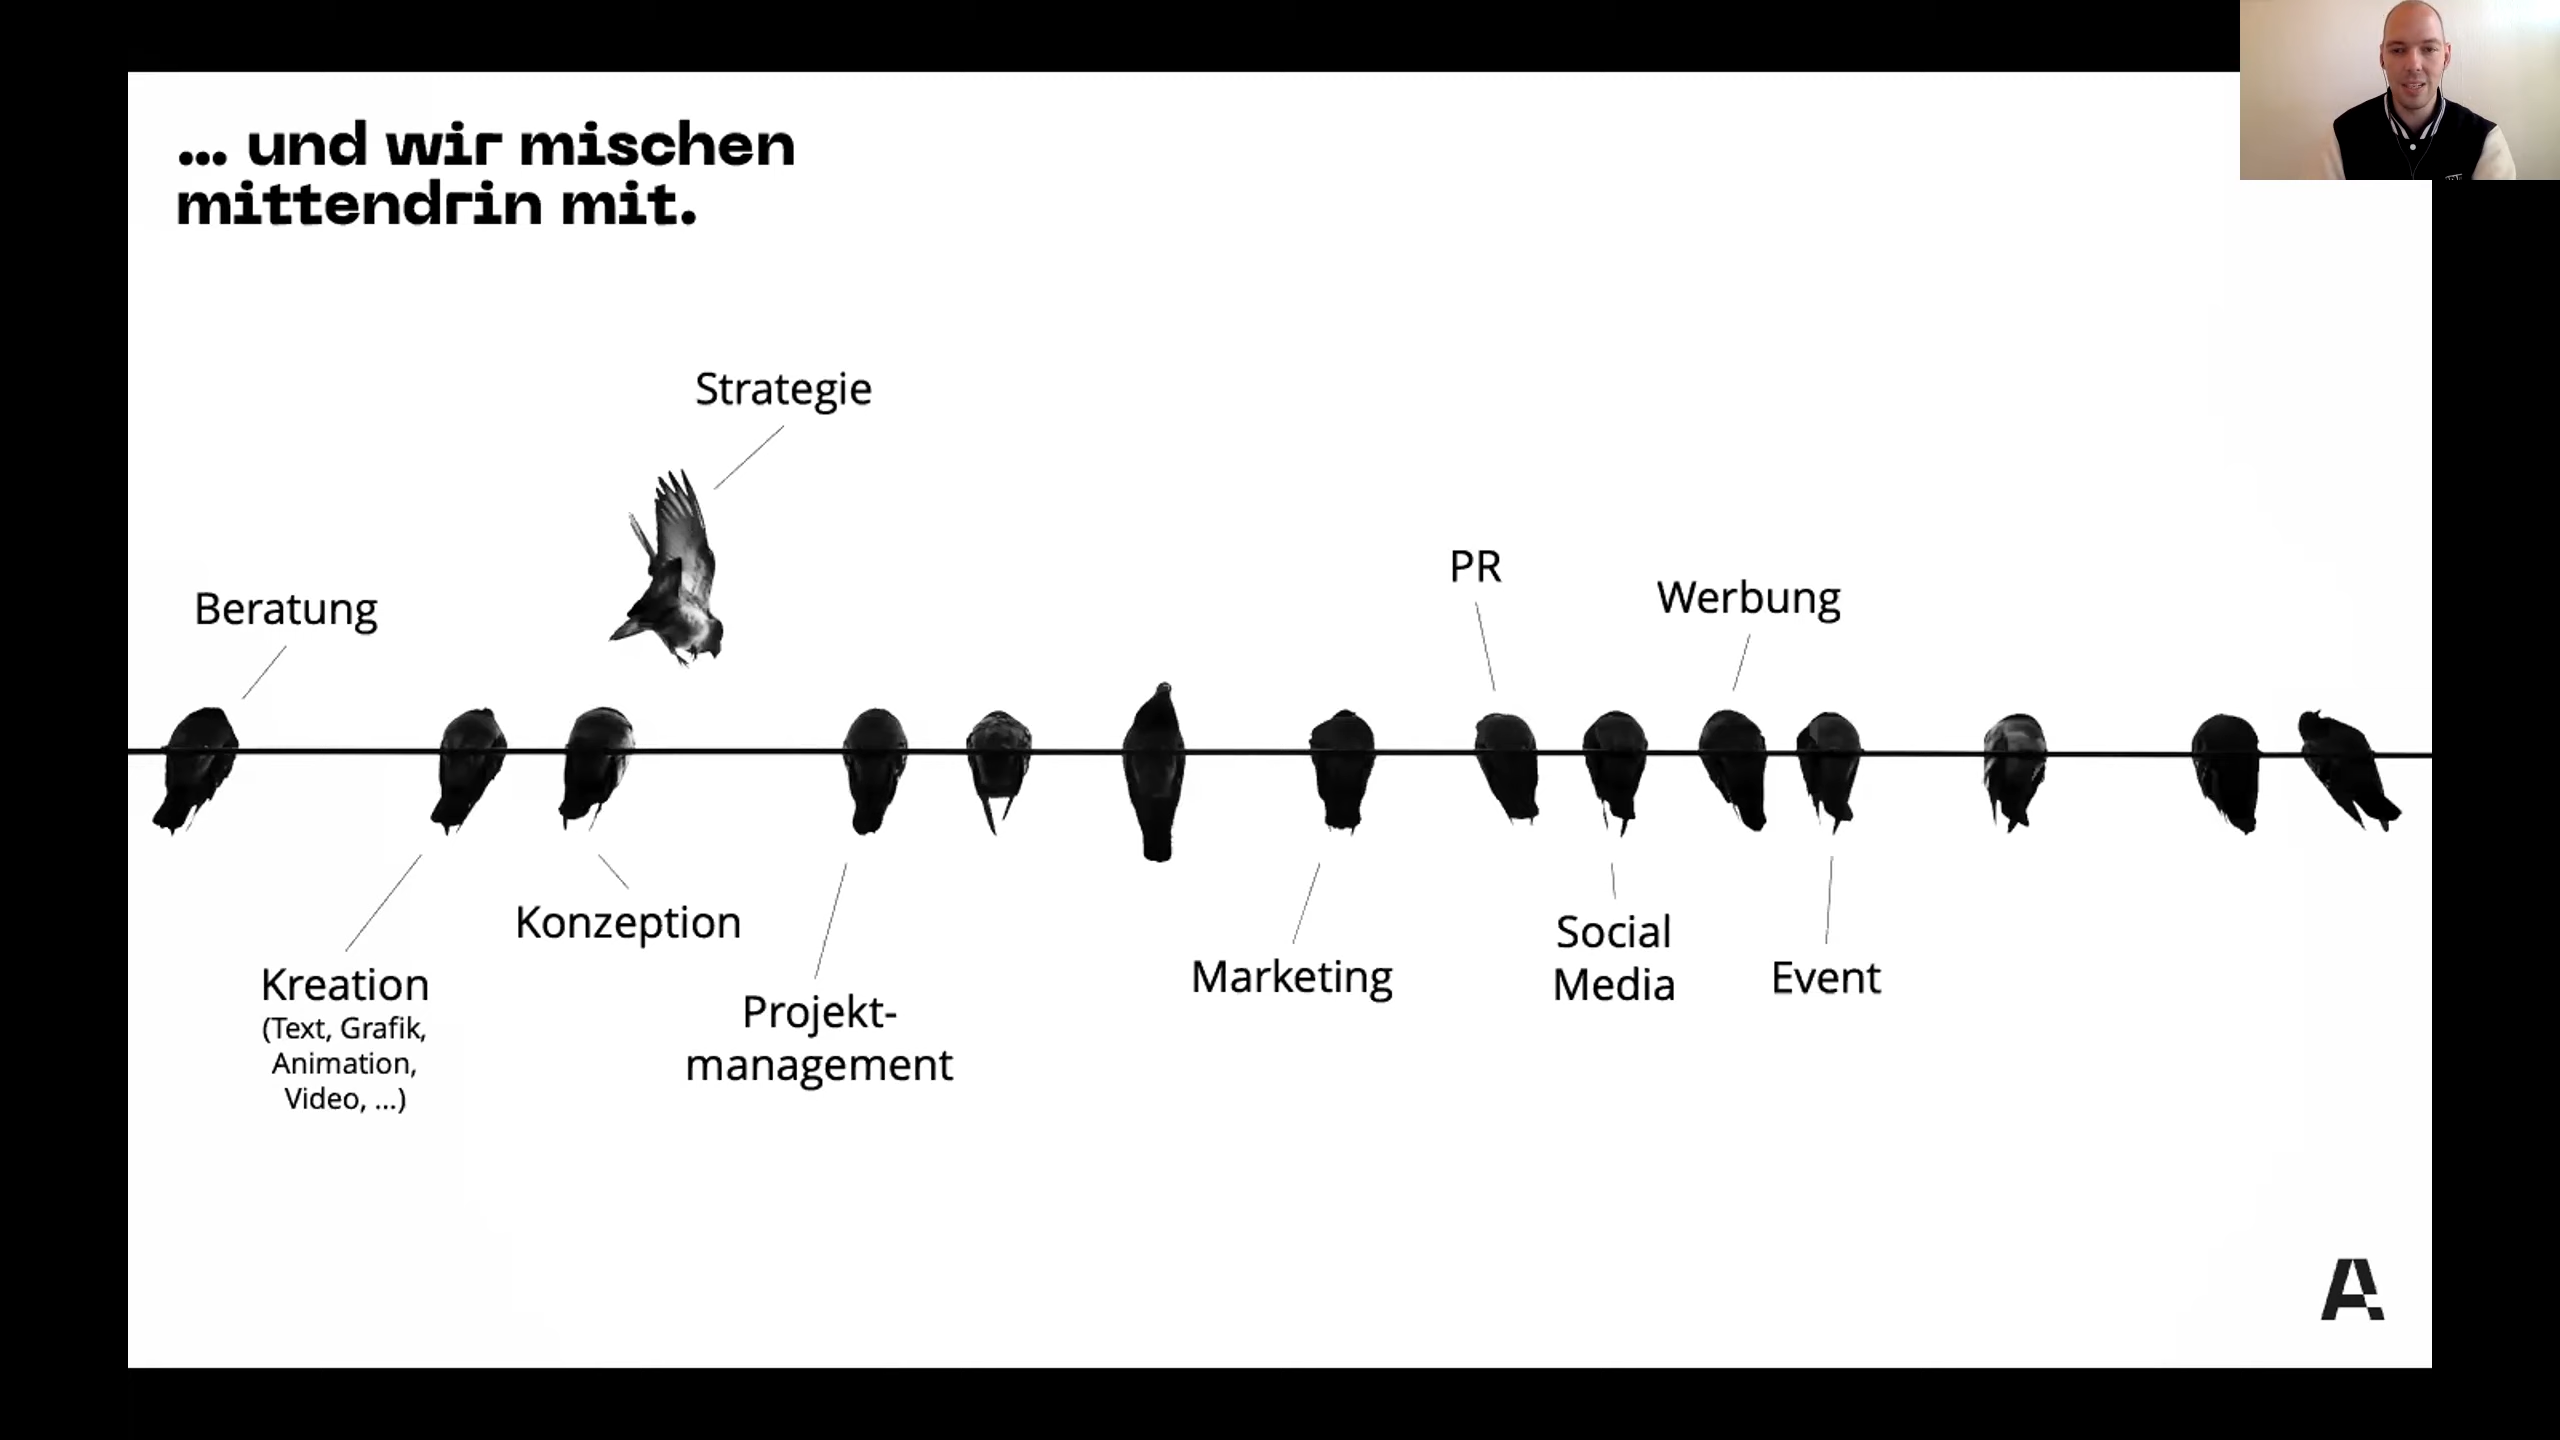 ... und wir mischen
mittendrin mit.
Strategie
Beratung
PR
Werbung
Kreation
(Text, Grafik,
Animation,
Video, ...)
Konzeption
Projekt-
management
Marketing
Social
Media
Event
A